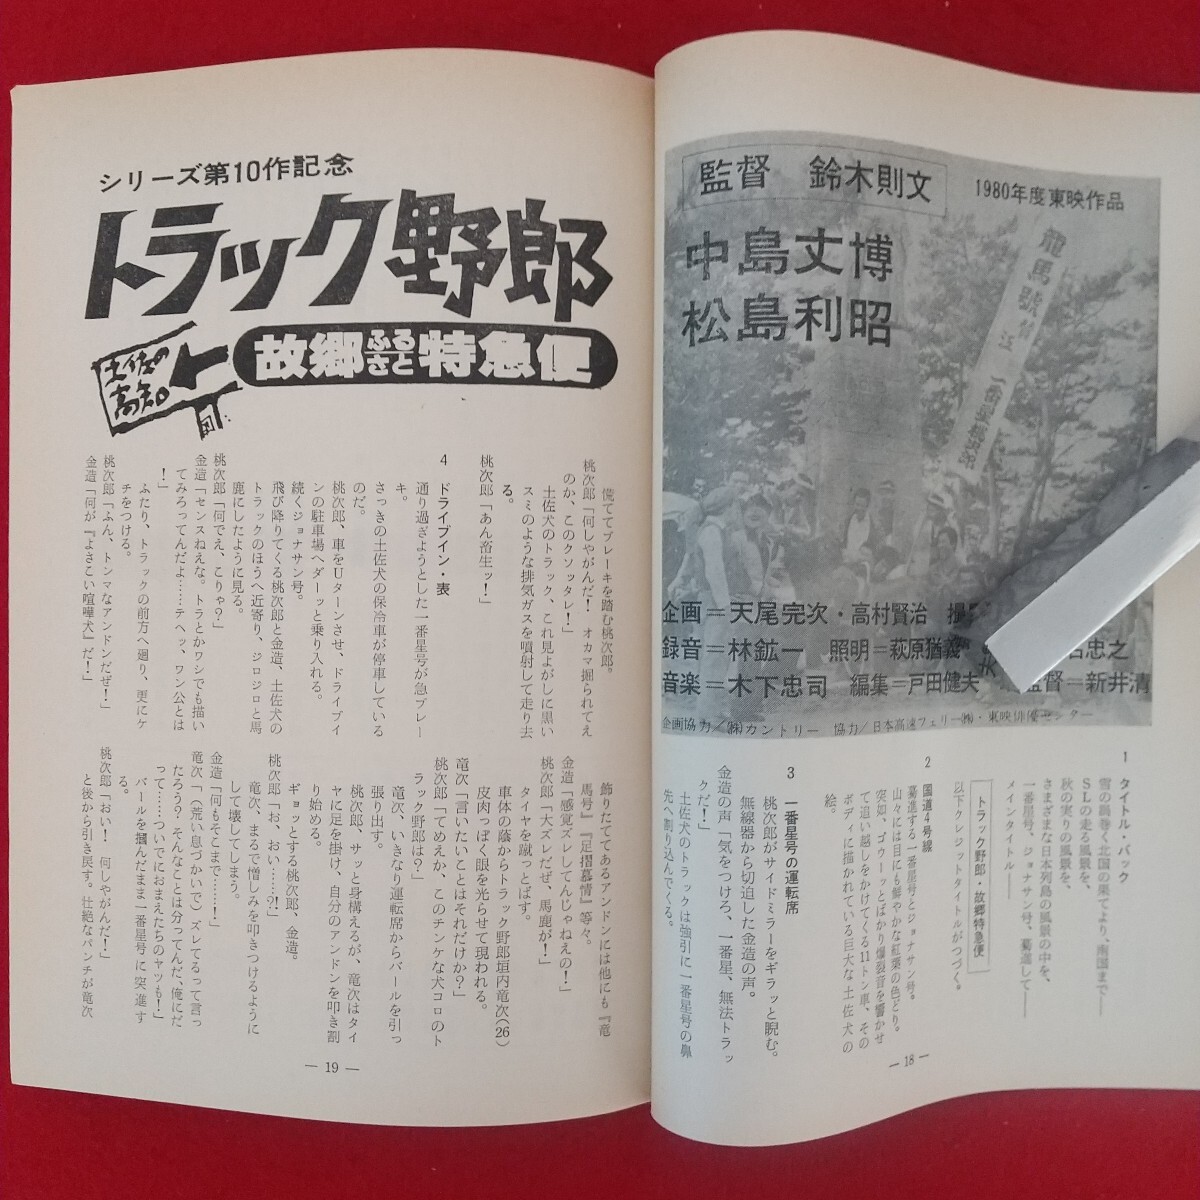 監督　鈴木則文
1980年度東映作品
中島丈博
松島利昭
企画＝天尾完次・高村賢治
録音＝林鉱一　照明＝萩原猶義
名忠之
音楽＝木下忠司　編集＝戸田健夫
監督＝新井清
企画協力／㈱カントリー　協力／日本高速フェリー㈱・東映俳優センター
1　タイトル・バック
雪の渦巻く北国の果てより、南国まで――
SLの走る風景を、
秋の実りの風景を、
さまざまな日本列島の風景の中を、
一番星号、ジョナサン号、驀進して――
メインタイトル――
トラック野郎・故郷特急便
以下クレジットタイトルがつづく。
2　国道4号線
驀進する一番星号とジョナサン号。
山々には目にも鮮やかな紅葉の色どり。
突如、ゴウーッとばかり爆裂音を響かせ
て追い越しをかけてくる11トン車、その
ボディに描かれている巨大な土佐犬の
絵。
3　一番星号の運転席
桃次郎がサイドミラーをギラッと睨む。
無線器から切迫した金造の声。
金造の声「気をつけろ、一番星、無法トラッ
クだ！」
土佐犬のトラックは強引に一番星号の鼻
先へ割り込んでくる。
— 18 —
シリーズ第10作記念
トラック野郎
故郷ふるさと特急便
土佐の
高知。
慌ててブレーキを踏む桃次郎。
桃次郎「何しやがんだ！　オカマ掘られてえ
のか、このクソッタレ！」
土佐犬のトラック、これ見よがしに黒い
スミのような排気ガスを噴射して走り去
る。
桃次郎「あん畜生ッ！」
4　ドライブイン・表
通り過ぎようとした一番星号が急ブレー
キ。
さっきの土佐犬の保冷車が停車している
のだ。
桃次郎、車をUターンさせ、ドライブイ
ンの駐車場へダーッと乗り入れる。
続くジョナサン号。
飛び降りてくる桃次郎と金造、土佐犬の
トラックのほうへ近寄り、ジロジロと馬
鹿にしたように見る。
桃次郎「何でえ、こりゃ？」
金造「センスねえな。トラとかワシでも描い
てみろってんだよ……テヘッ、ワン公とは
！」
ふたり、トラックの前方へ廻り、更にケ
チをつける。
桃次郎「ふん、トンマなアンドンだぜ！」
金造「何が『よさこい喧嘩犬』だ！」
飾りたててあるアンドンには他にも『竜
馬号』『足摺慕情』等々。
金造「感覚ズレしてんじゃねえの！」
桃次郎「大ズレだぜ、馬鹿が！」
タイヤを蹴っとばす。
車体の蔭からトラック野郎垣内竜次（26）
皮肉っぽく眼を光らせて現われる。
竜次「言いたいことはそれだけか？」
桃次郎「てめえか、このチンケな犬コロのト
ラック野郎は？」
竜次、いきなり運転席からバールを引っ
張り出す。
桃次郎、サッと身構えるが、竜次はタイ
ヤに足を掛け、自分のアンドンを叩き割
り始める。
ギョッとする桃次郎、金造。
桃次郎「お、おい……？！」
竜次、まるで憎しみを叩きつけるように
して壊してしまう。
金造「何もそこまで……！」
竜次「（荒い息づかいで）ズレてるって言っ
たろう？　そんなことは分ってんだ、俺にだ
って……ついでにおまえたちのヤツも！」
バールを摑んだまま一番星号に突進す
る。
桃次郎「おい！　何しやがんだ！」
と後から引き戻す。壮絶なパンチが竜次
— 19 —